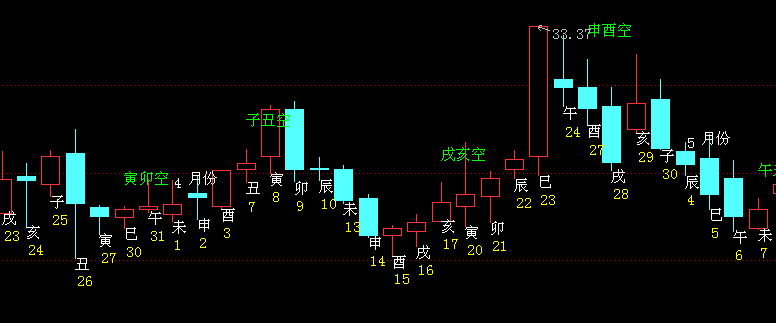 33.37
申酉空
子丑空
戌亥空
寅卯空
午
4月份
5月份
戌
23
亥
24
子
25
丑
26
寅
27
巳
30
午
31
未
1
申
2
酉
3
丑
7
寅
8
卯
9
辰
10
未
13
申
14
酉
15
戌
16
亥
17
寅
20
卯
21
辰
22
巳
23
午
24
酉
27
戌
28
亥
29
子
30
辰
4
巳
5
午
6
未
7